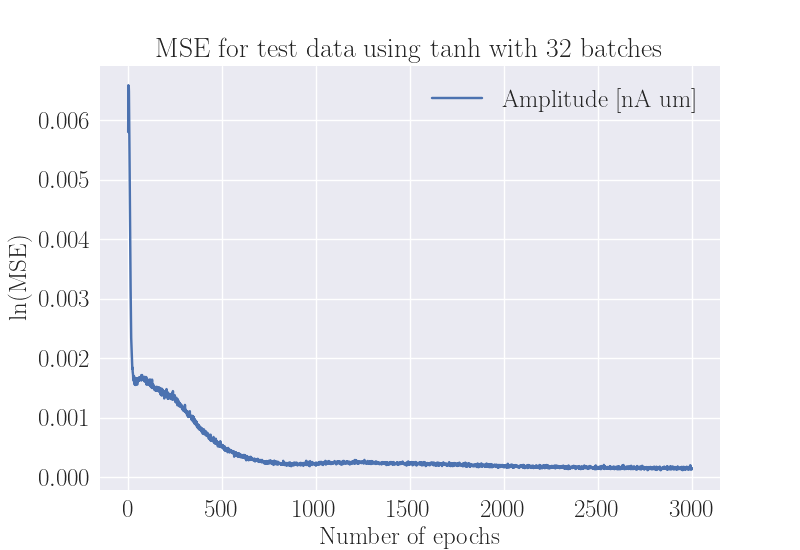 MSE for test data using tanh with 32 batches
Amplitude [nA um]
0.006
0.005
0.004
0.003
0.002
0.001
0.000
ln(MSE)
0 500 1000 1500 2000 2500 3000
Number of epochs